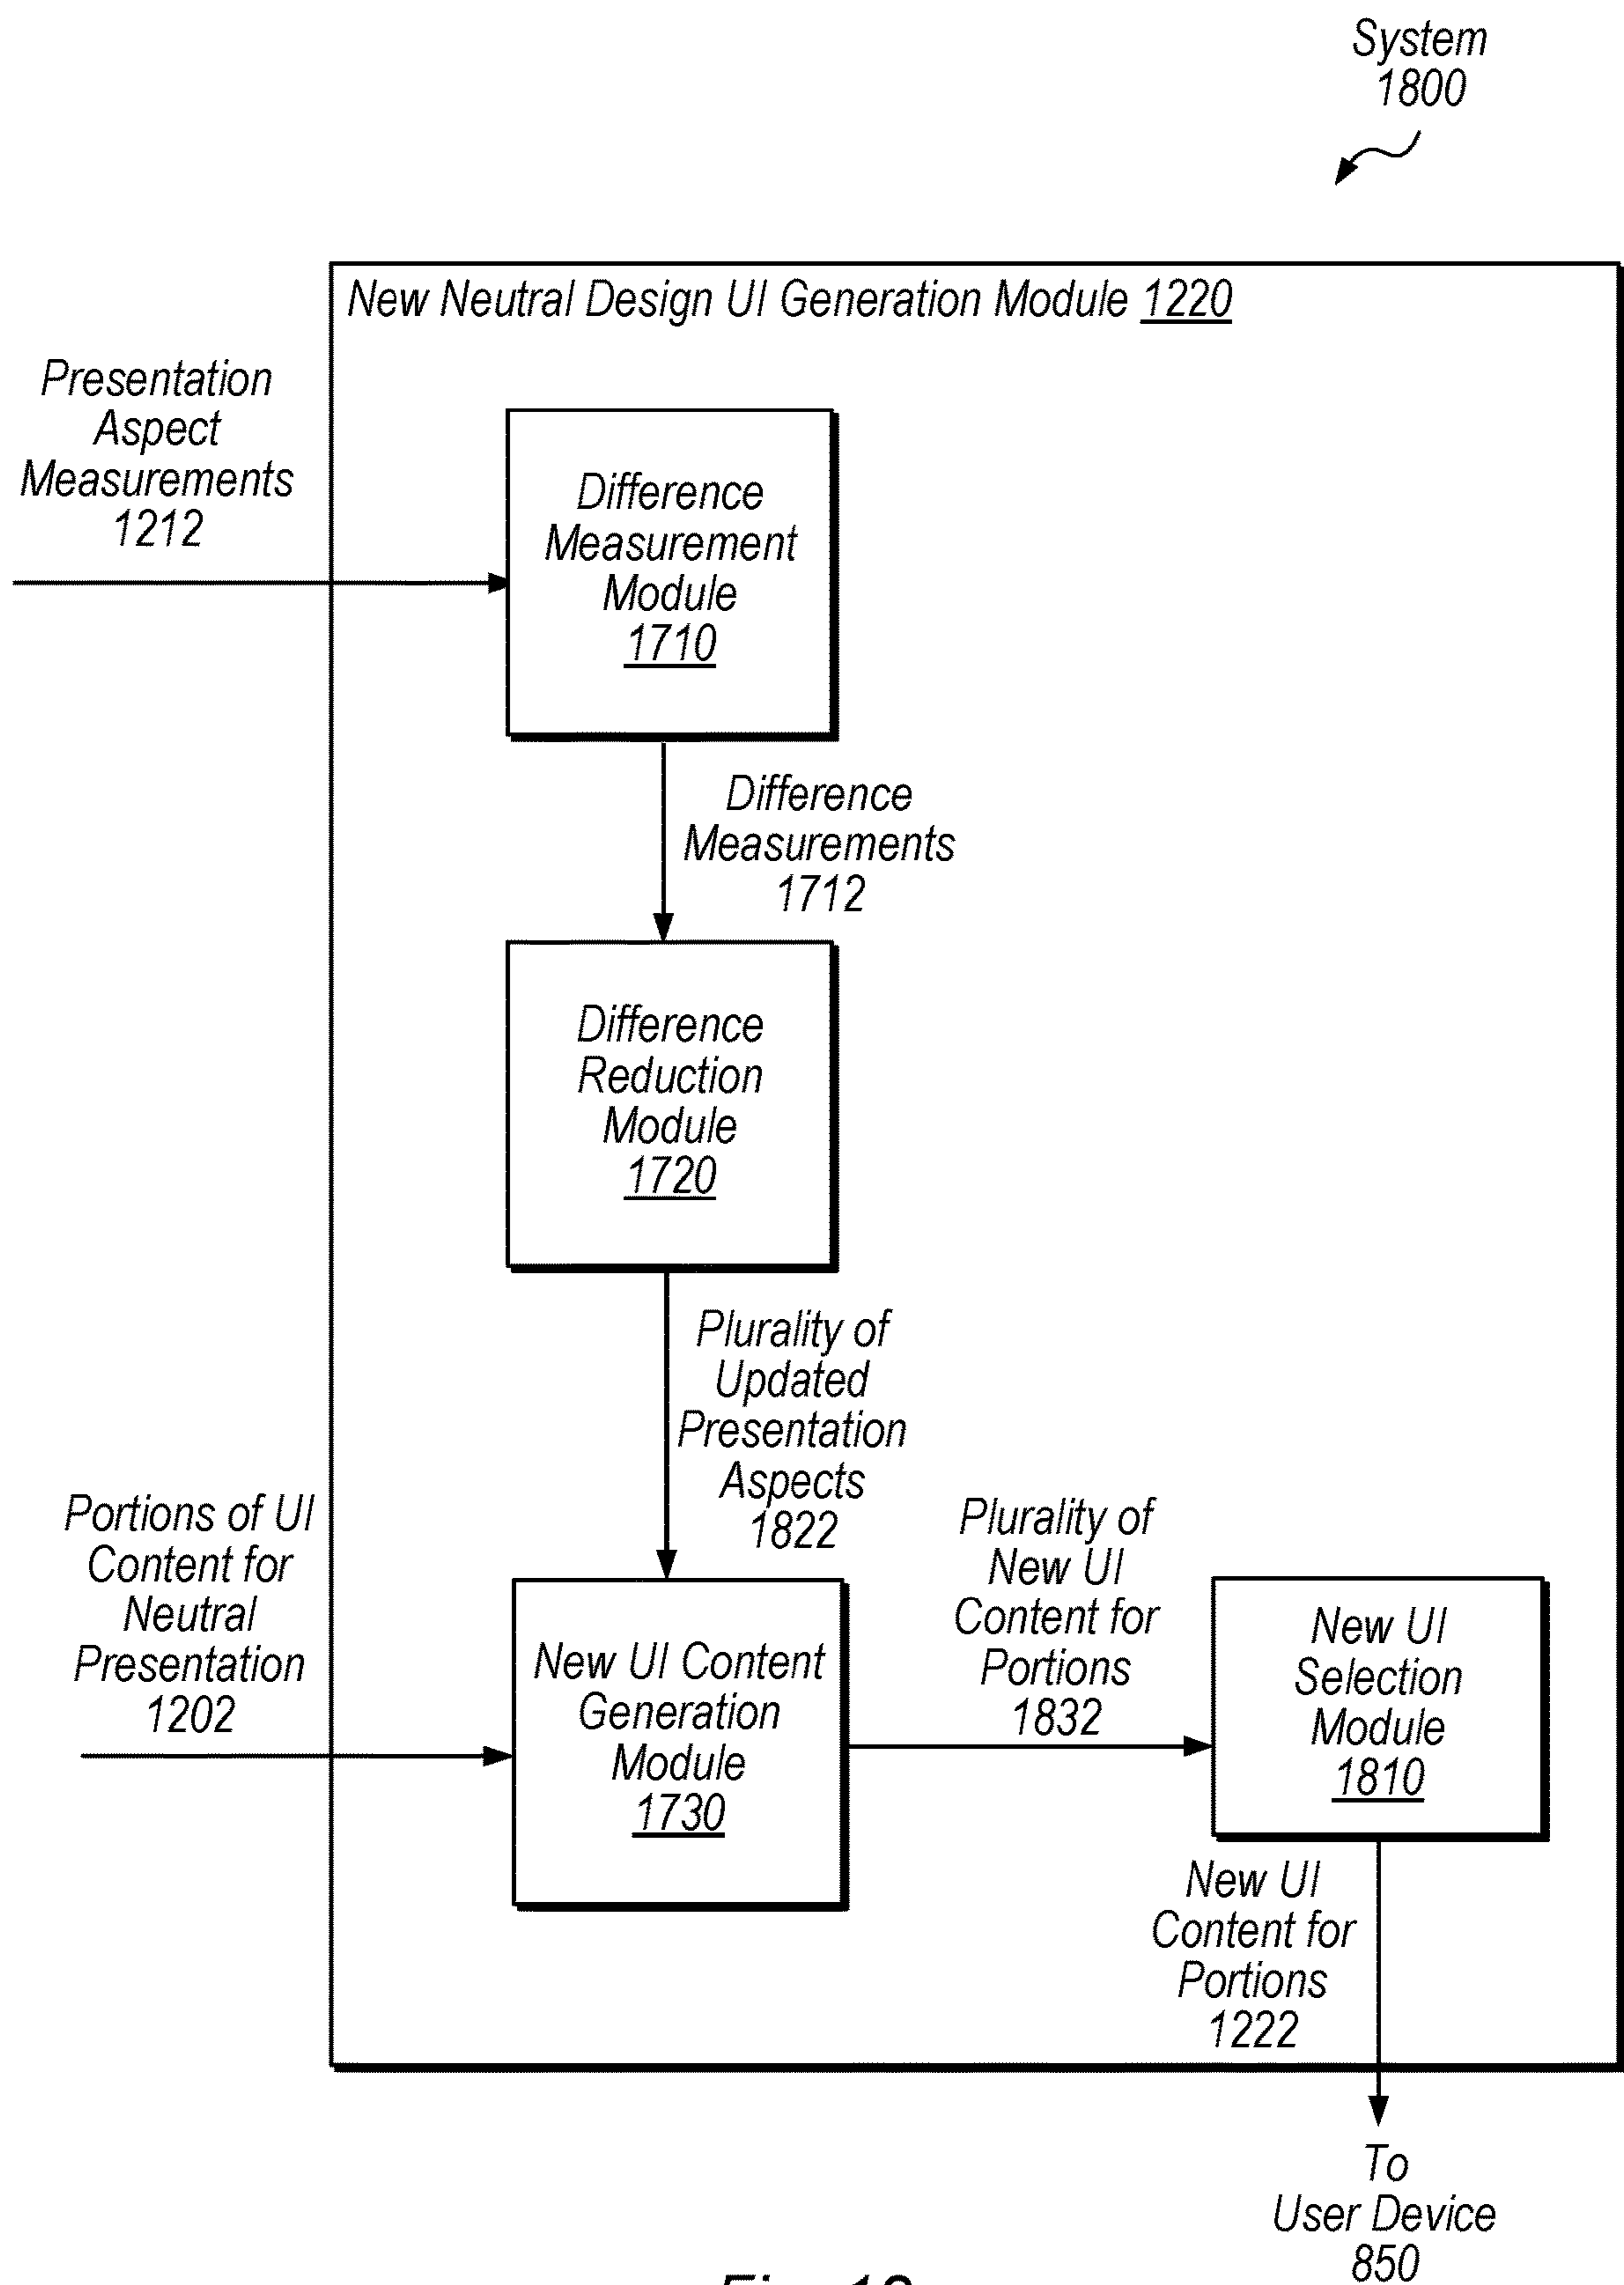 System
1800
New Neutral Design UI Generation Module 1220
Presentation
Aspect
Measurements
1212
Difference
Measurement
Module
1710
Difference
Measurements
1712
Difference
Reduction
Module
1720
Plurality of
Updated
Presentation
Aspects
1822
Portions of UI
Content for
Neutral
Presentation
1202
New UI Content
Generation
Module
1730
Plurality of
New UI
Content for
Portions
1832
New UI
Selection
Module
1810
New UI
Content for
Portions
1222
To
User Device
850